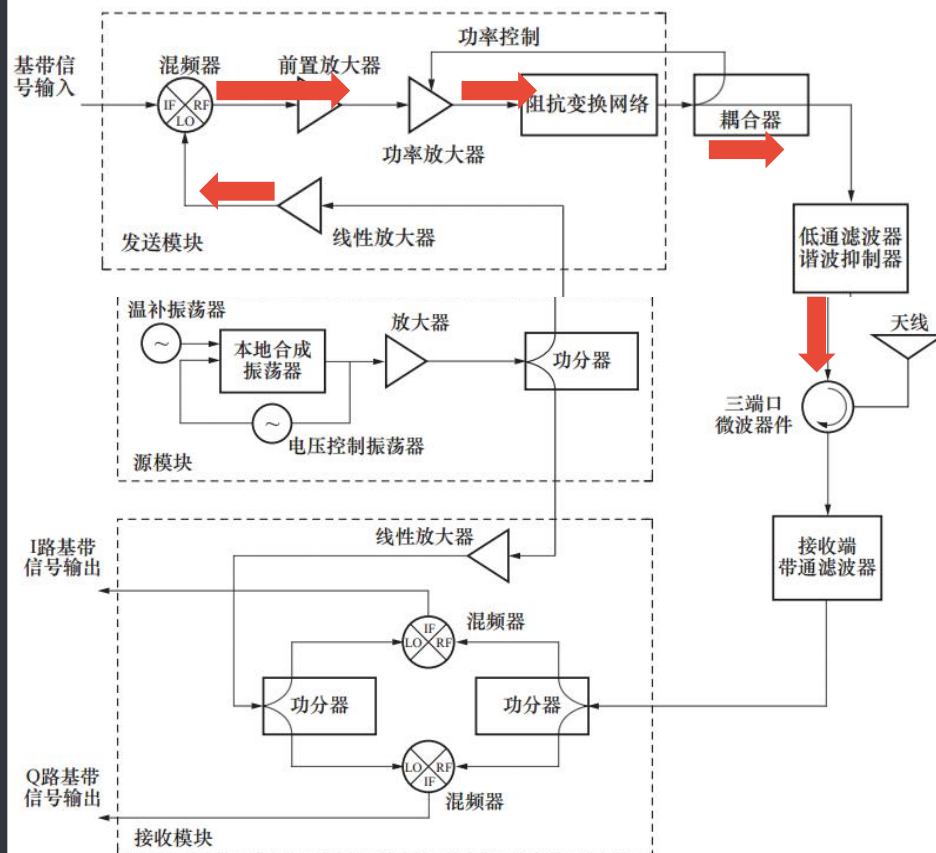 功率控制
基带信
号输入
混频器
前置放大器
IF
RF
LO
阻抗变换网络
耦合器
功率放大器
线性放大器
发送模块
低通滤波器
谐波抑制器
温补振荡器
~
本地合成
振荡器
放大器
功分器
天线
~
电压控制振荡器
三端口
微波器件
源模块
线性放大器
I路基带
信号输出
接收端
带通滤波器
混频器
IF
LO
RF
功分器
功分器
LO
RF
IF
Q路基带
信号输出
混频器
接收模块